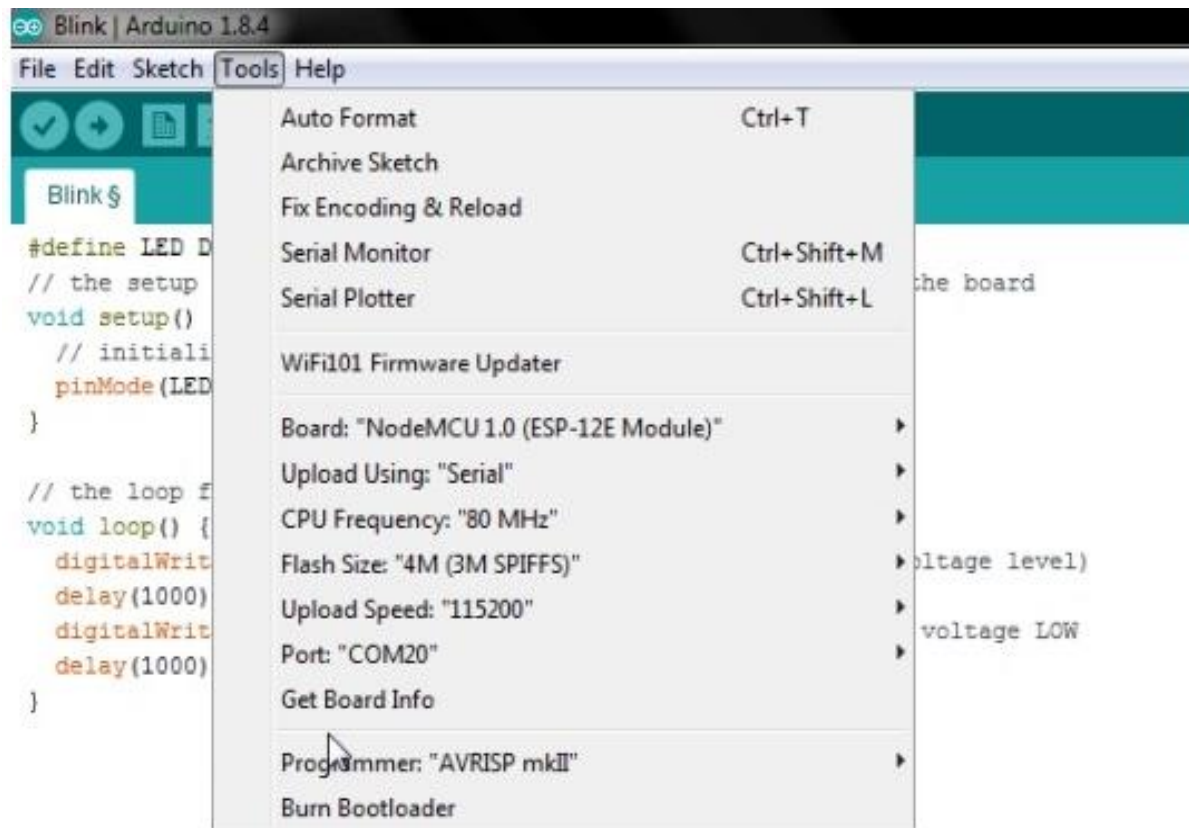 Blink | Arduino 1.8.4
File Edit Sketch Tools Help
Auto Format Ctrl+T
Archive Sketch
Fix Encoding & Reload
Serial Monitor Ctrl+Shift+M
Serial Plotter Ctrl+Shift+L
WiFi101 Firmware Updater
Board: "NodeMCU 1.0 (ESP-12E Module)"
Upload Using: "Serial"
CPU Frequency: "80 MHz"
Flash Size: "4M (3M SPIFFS)"
Upload Speed: "115200"
Port: "COM20"
Get Board Info
Programmer: "AVRISP mkII"
Burn Bootloader
Blink §
#define LED D
// the setup he board
void setup()
// initiali
pinMode(LED
}
// the loop f
void loop() {
digitalWrit oltage level)
delay(1000)
digitalWrit voltage LOW
delay(1000)
}